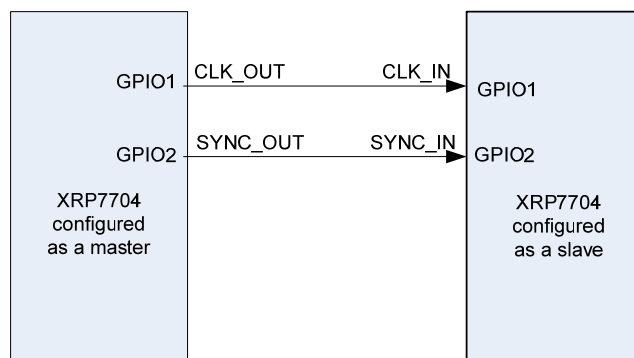 GPIO1 CLK_OUT CLK_IN GPIO1
GPIO2 SYNC_OUT SYNC_IN GPIO2
XRP7704
configured
as a master
XRP7704
configured
as a slave